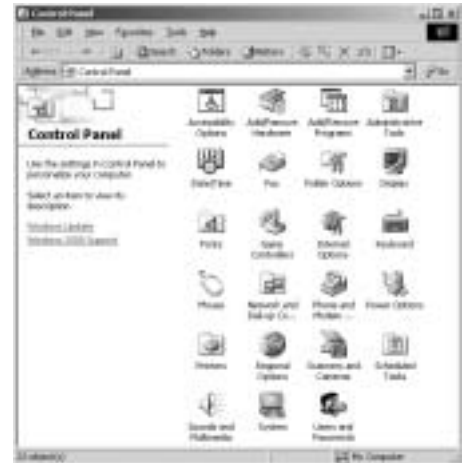 Control Panel
File Edit View Favorites Tools Help
Back Search Folders History
Address Control Panel Go
Control Panel
Use the settings in Control Panel to
personalize your computer.
Select an item to view its
description.
Windows Update
Windows 2000 Support
Accessibility Options
Add/Remove Hardware
Add/Remove Programs
Administrative Tools
Date/Time
Fax
Folder Options
Display
Fonts
Game Controllers
Internet Options
Keyboard
Mouse
Network and Dial-up Co...
Phone and Modem ...
Power Options
Printers
Regional Options
Scanners and Cameras
Scheduled Tasks
Sounds and Multimedia
System
Users and Passwords
object(s)
My Computer